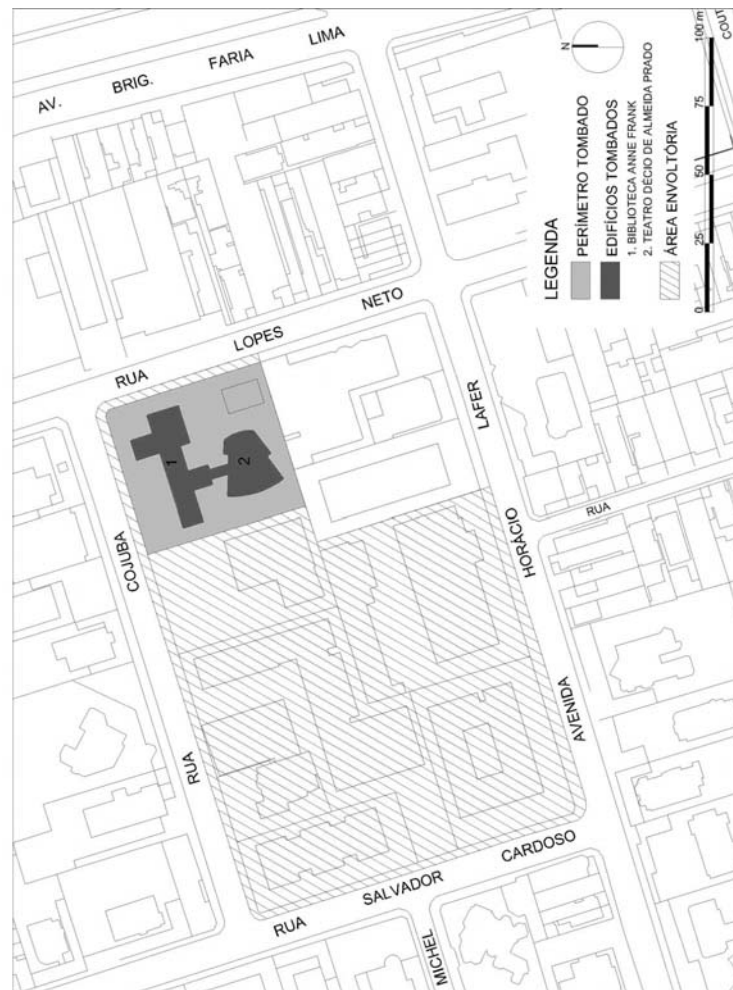 AV. BRIG. FARIA LIMA
RUA LOPES NETO
RUA COJUBA
1
2
AVENIDA HORÁCIO LAFER
RUA
RUA SALVADOR CARDOSO
MICHEL
N
LEGENDA
PERÍMETRO TOMBADO
EDIFÍCIOS TOMBADOS
1. BIBLIOTECA ANNE FRANK
2. TEATRO DÉCIO DE ALMEIDA PRADO
ÁREA ENVOLTÓRIA
0 25 50 75 100 m
COUT